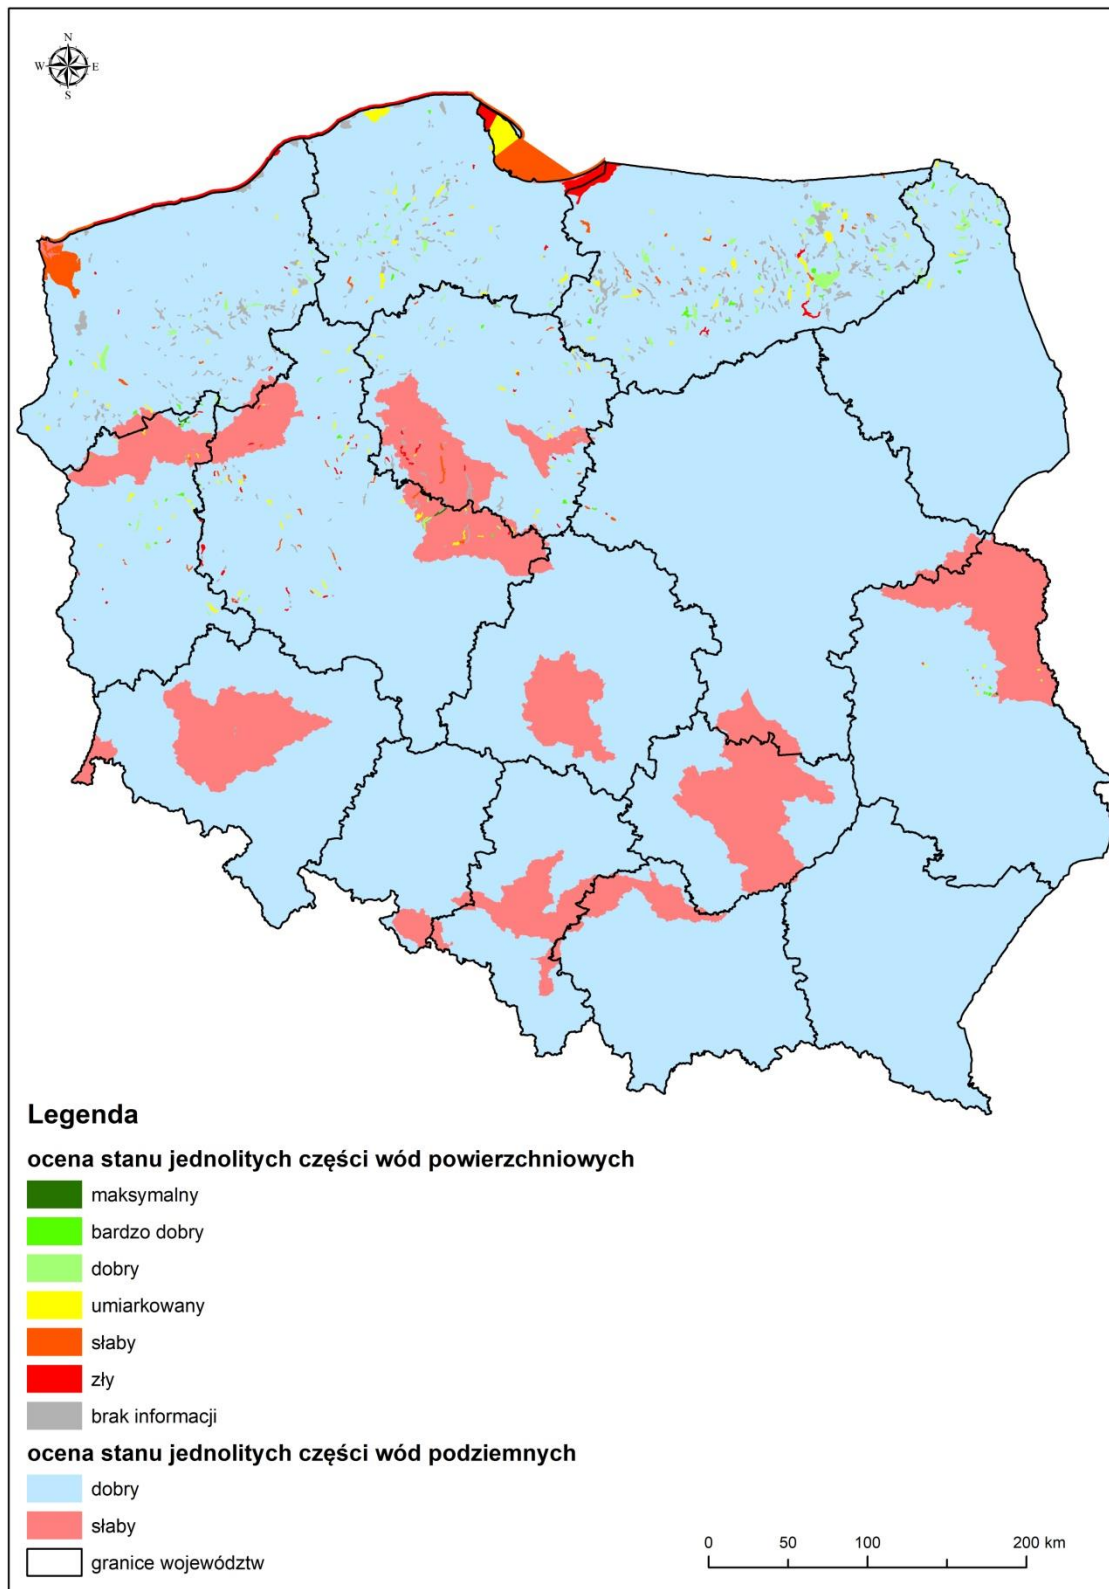 N
W E
S
Legenda
ocena stanu jednolitych części wód powierzchniowych
maksymalny
bardzo dobry
dobry
umiarkowany
słaby
zły
brak informacji
ocena stanu jednolitych części wód podziemnych
dobry
słaby
granice województw
0 50 100 200 km